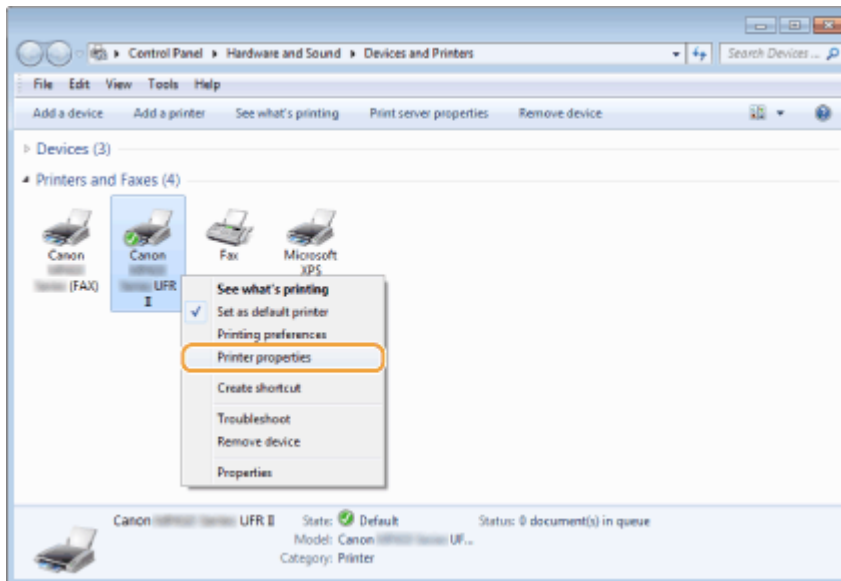 Control Panel ▸ Hardware and Sound ▸ Devices and Printers
Search Devices ...
File Edit View Tools Help
Add a device Add a printer See what's printing Print server properties Remove device
Devices (3)
Printers and Faxes (4)
Canon
(FAX)
Canon
UFR
II
Fax
Microsoft
XPS
See what's printing
Set as default printer
Printing preferences
Printer properties
Create shortcut
Troubleshoot
Remove device
Properties
Canon UFR II State: Default Status: 0 document(s) in queue
Model: Canon UF...
Category: Printer